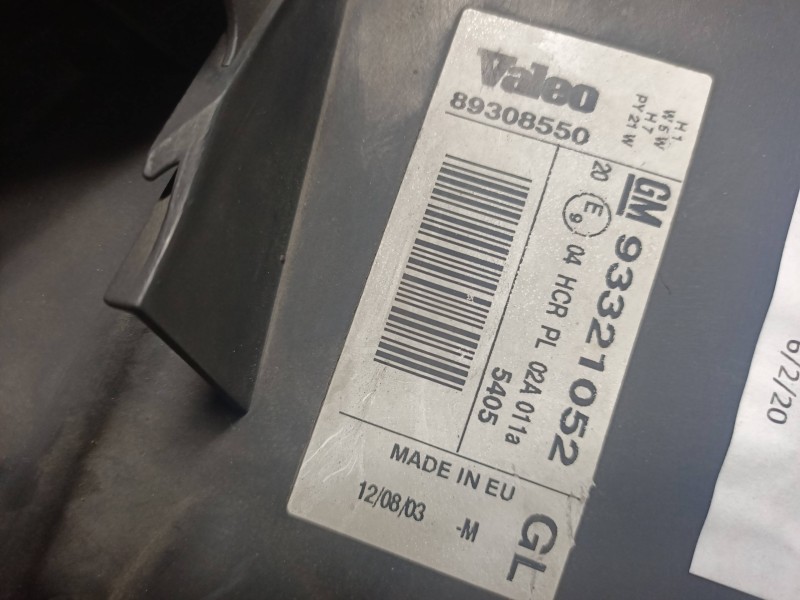 Valeo
89308550
H1
W5W
H7
PY21W
GM 93321052
20 E9 04 HCR PL 02A 011a
5405
MADE IN EU
12/08/03 -M
GL
6/2/20